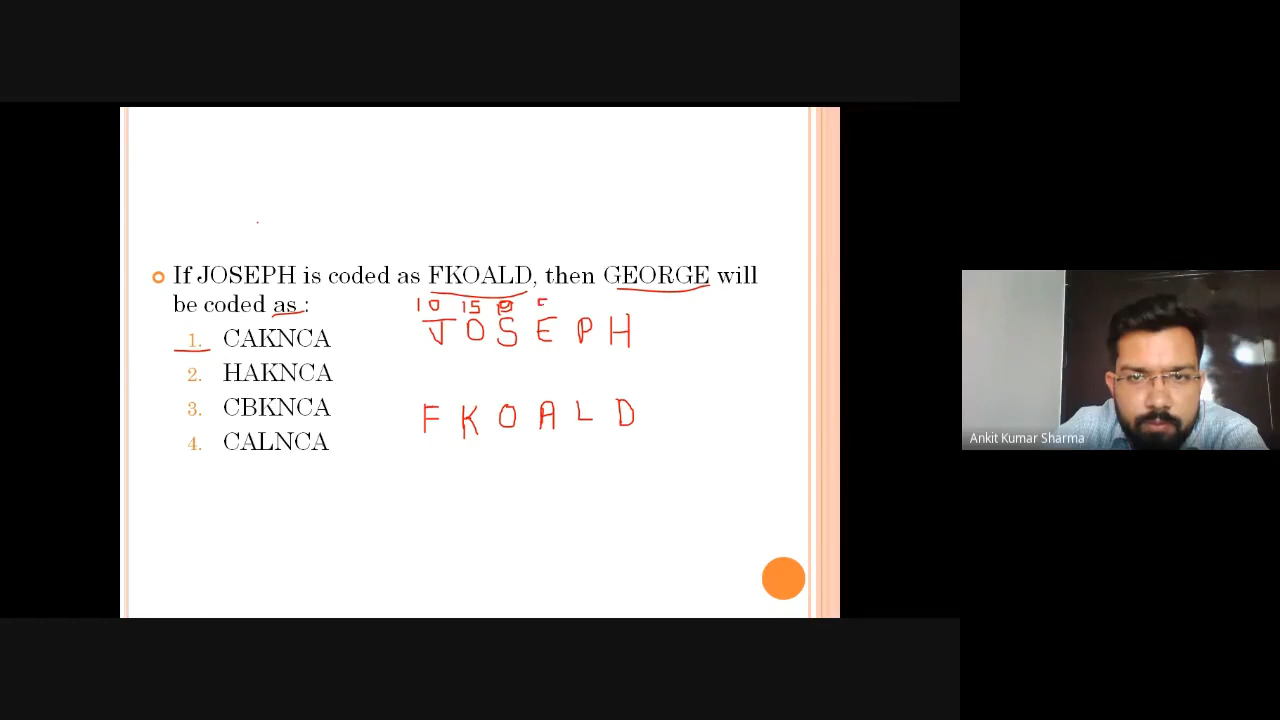 If JOSEPH is coded as FKOALD, then GEORGE will
be coded as :
10 15 19
J O S E P H
1. CAKNCA
2. HAKNCA
3. CBKNCA
F K O A L D
4. CALNCA
Ankit Kumar Sharma